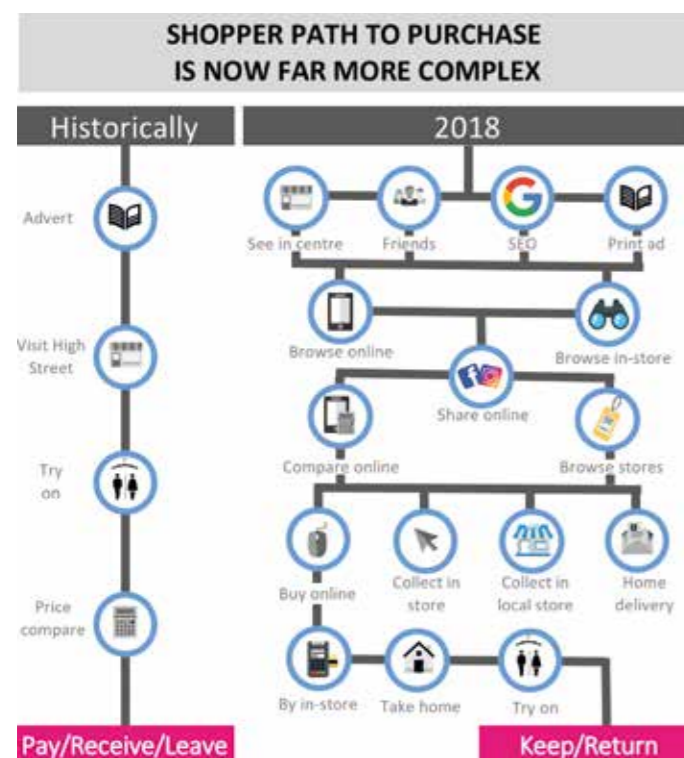 SHOPPER PATH TO PURCHASE
IS NOW FAR MORE COMPLEX
Historically
Advert
Visit High
Street
Try
on
Price
compare
Pay/Receive/Leave
2018
See in centre
Friends
SEO
Print ad
Browse online
Browse in-store
Share online
Compare online
Browse stores
Buy online
Collect in
store
Collect in
local store
Home
delivery
By in-store
Take home
Try on
Keep/Return